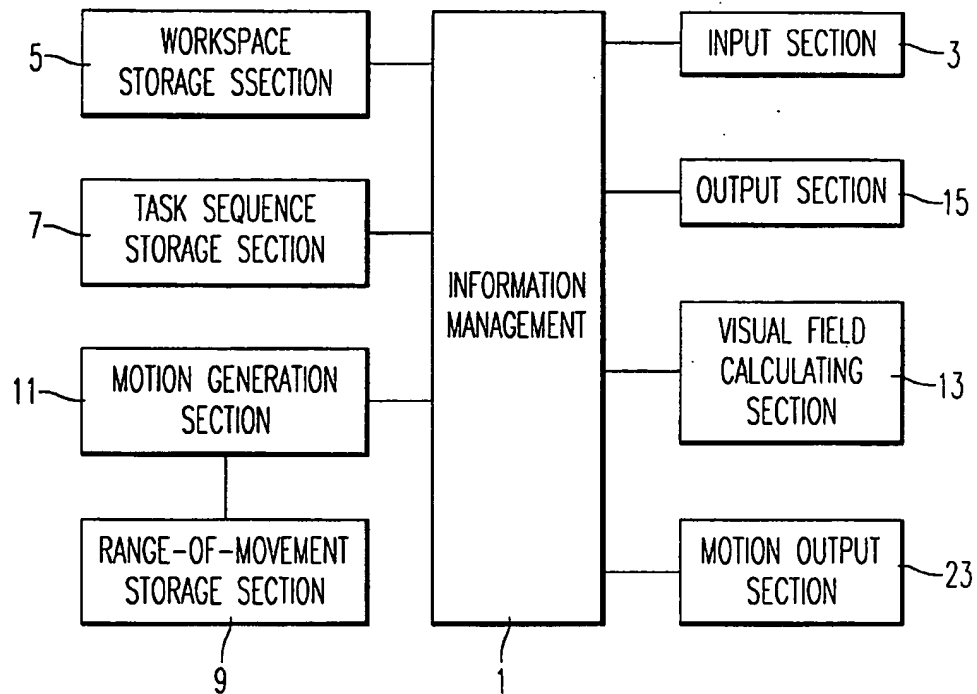 5
WORKSPACE
STORAGE SSECTION
7
TASK SEQUENCE
STORAGE SECTION
11
MOTION GENERATION
SECTION
RANGE-OF-MOVEMENT
STORAGE SECTION
9
INFORMATION
MANAGEMENT
1
INPUT SECTION
3
OUTPUT SECTION
15
VISUAL FIELD
CALCULATING
SECTION
13
MOTION OUTPUT
SECTION
23